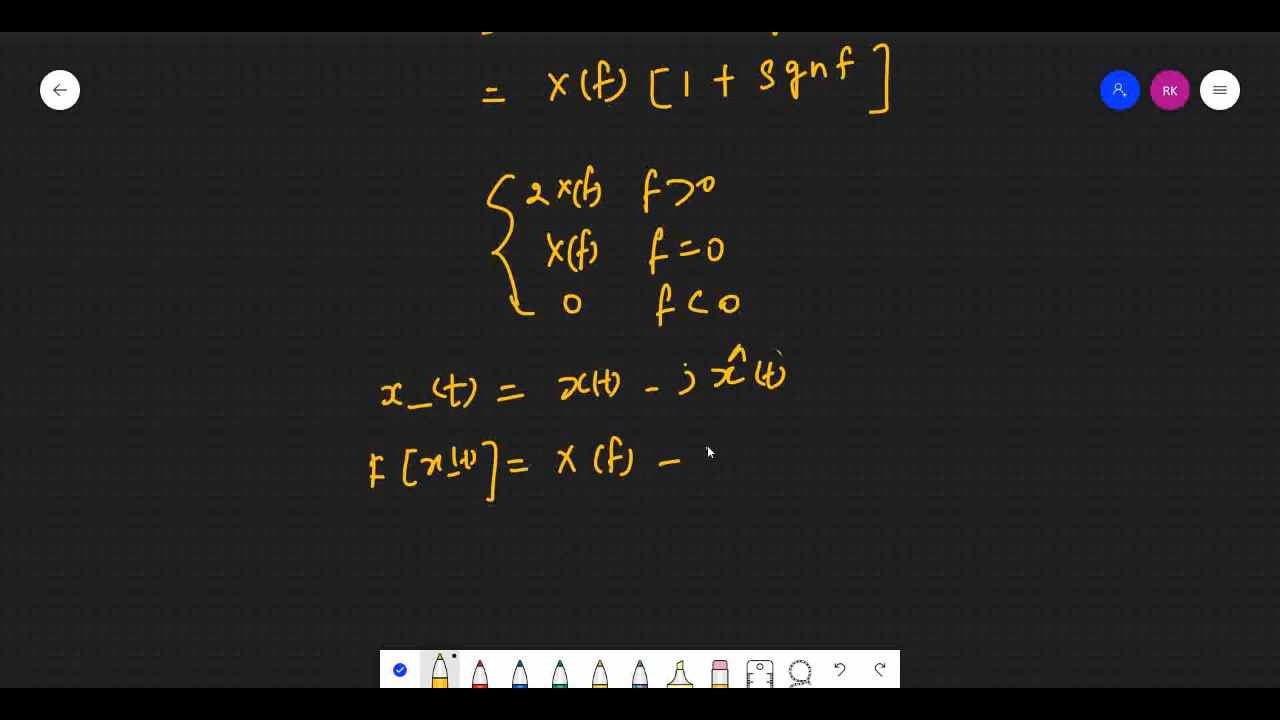 = X(f) [1 + sgn f]
RK
2X(f) f>0
X(f) f=0
0 f<0
x_(t) = x(t) - j x̂(t)
F[x_(t)] = X(f) -